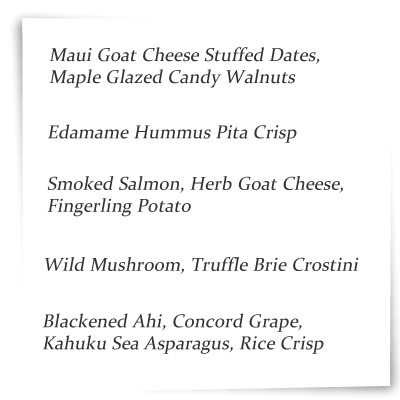 Maui Goat Cheese Stuffed Dates,
Maple Glazed Candy Walnuts
Edamame Hummus Pita Crisp
Smoked Salmon, Herb Goat Cheese,
Fingerling Potato
Wild Mushroom, Truffle Brie Crostini
Blackened Ahi, Concord Grape,
Kahuku Sea Asparagus, Rice Crisp